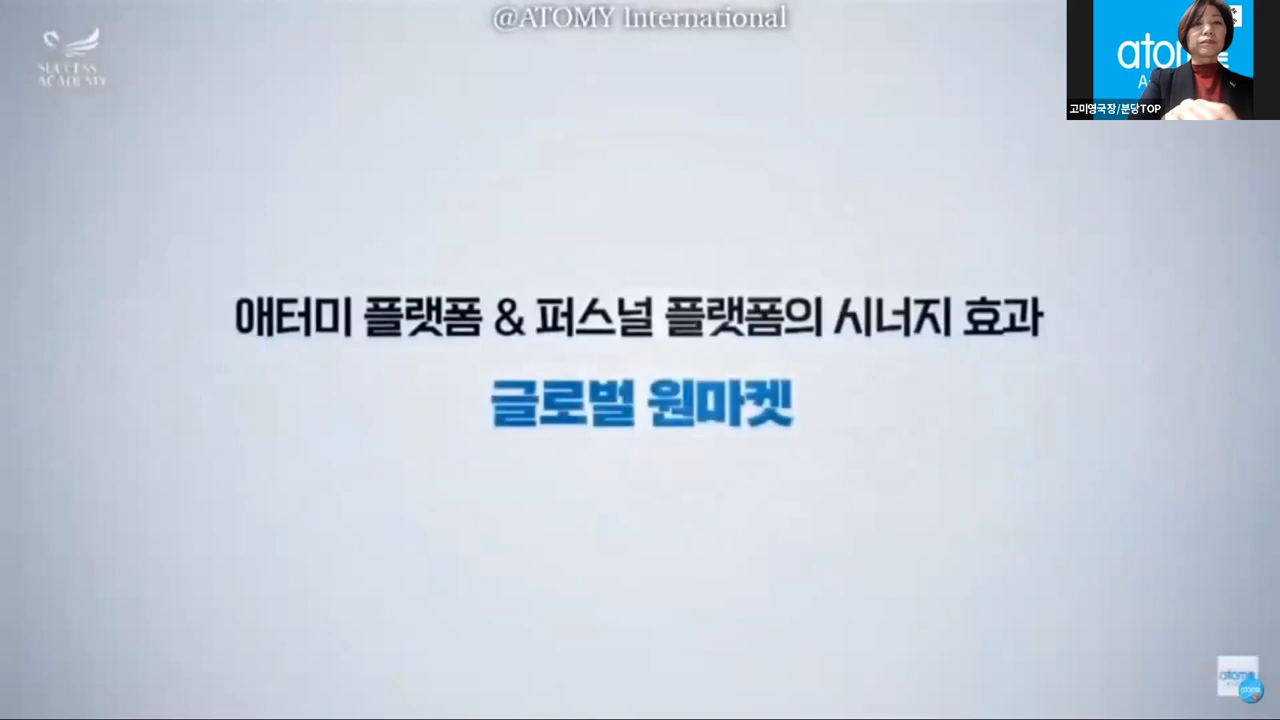 @ATOMY International
SUCCESS
ACADEMY
고미영국장/분당TOP
애터미 플랫폼 & 퍼스널 플랫폼의 시너지 효과
글로벌 원마켓